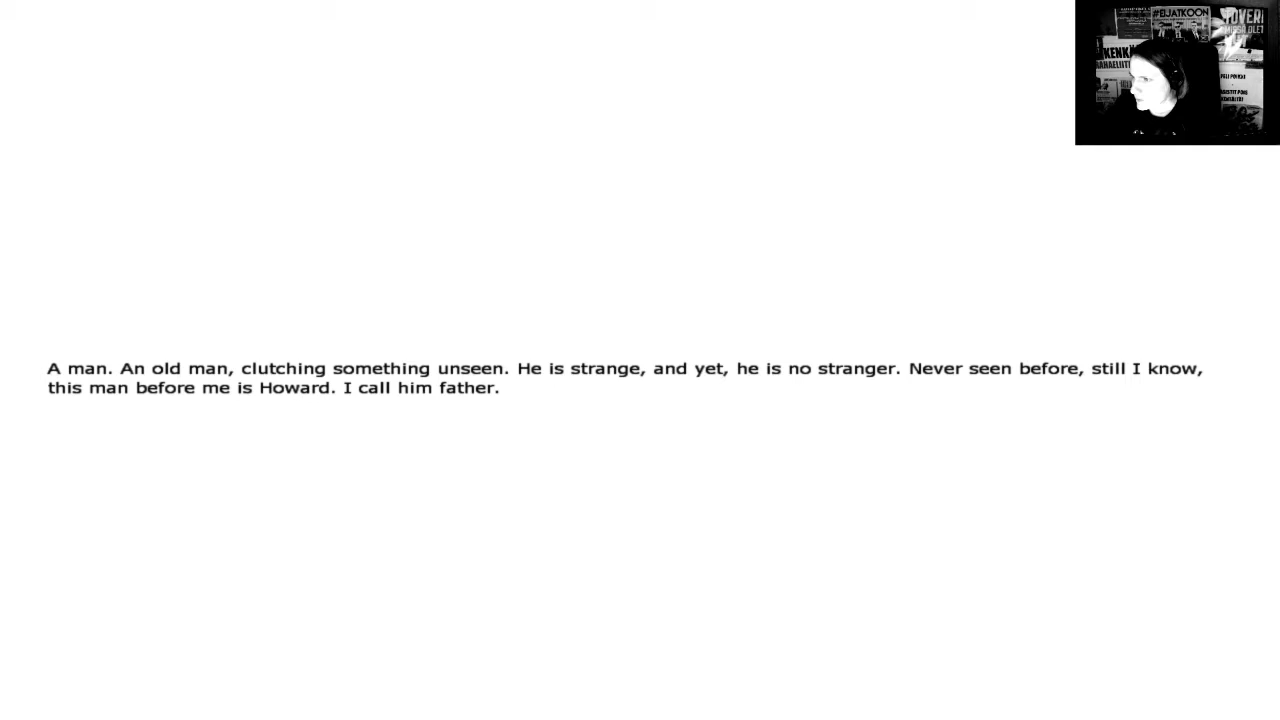 #EIJATKOON
A man. An old man, clutching something unseen. He is strange, and yet, he is no stranger. Never seen before, still I know,
this man before me is Howard. I call him father.